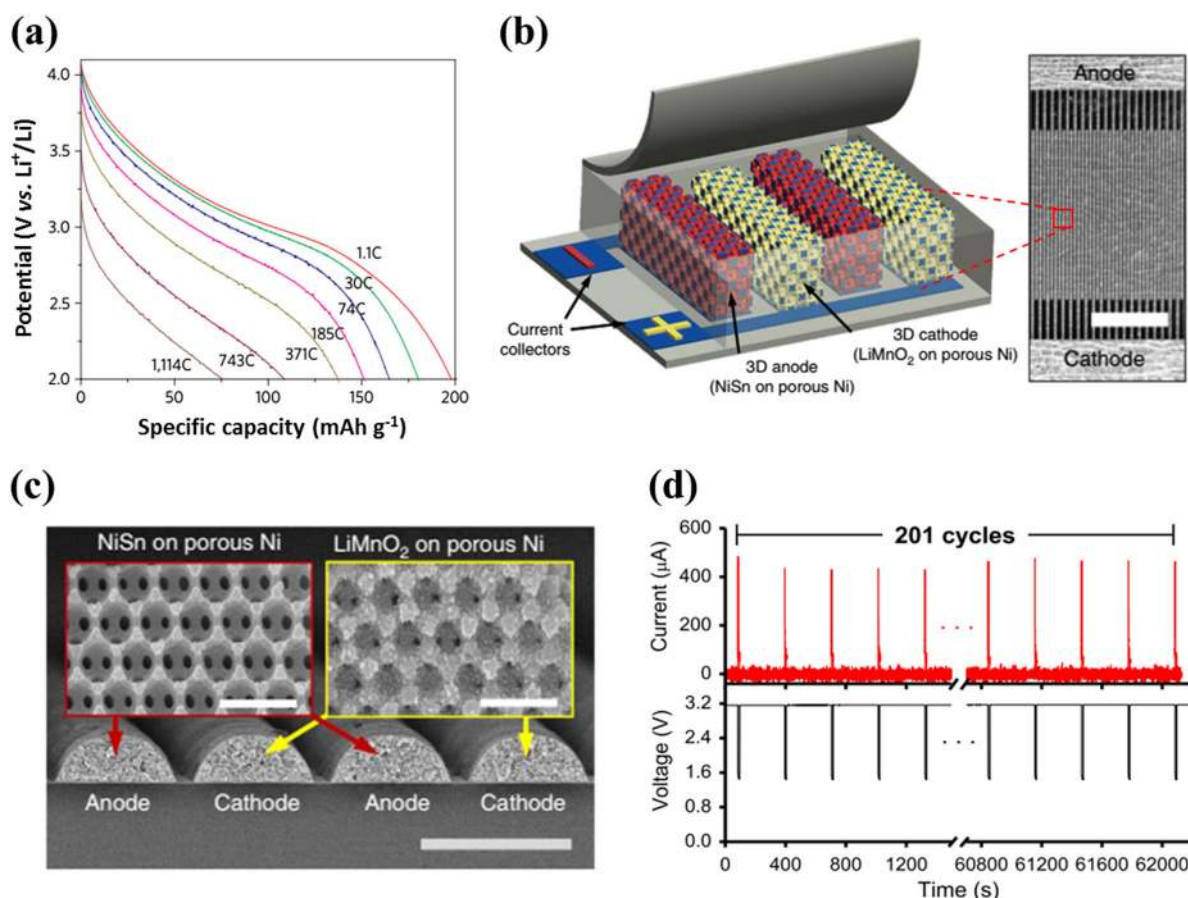 (a)
Potential (V vs. Li⁺/Li)
4.0
3.5
3.0
2.5
2.0
1.1C
30C
74C
185C
371C
743C
1,114C
0
50
100
150
200
Specific capacity (mAh g⁻¹)
(b)
Current
collectors
3D anode
(NiSn on porous Ni)
3D cathode
(LiMnO₂ on porous Ni)
Anode
Cathode
(c)
NiSn on porous Ni
LiMnO₂ on porous Ni
Anode
Cathode
Anode
Cathode
(d)
201 cycles
Current (μA)
600
400
200
0
Voltage (V)
3.2
2.4
1.6
0.8
0.0
0 400 800 1200 60800 61200 61600 62000
Time (s)